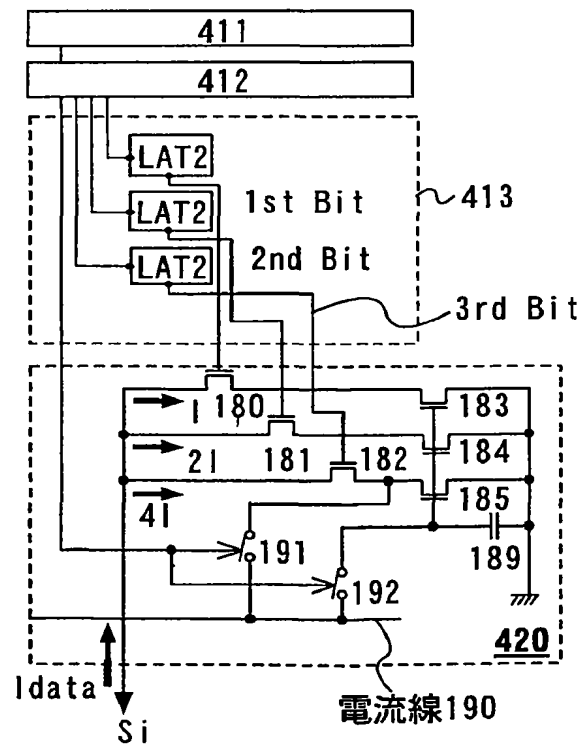 411
412
LAT2
1st Bit
413
LAT2
2nd Bit
LAT2
3rd Bit
I
180
183
2I
181
182
184
4I
185
191
189
192
420
Idata
電流線190
Si